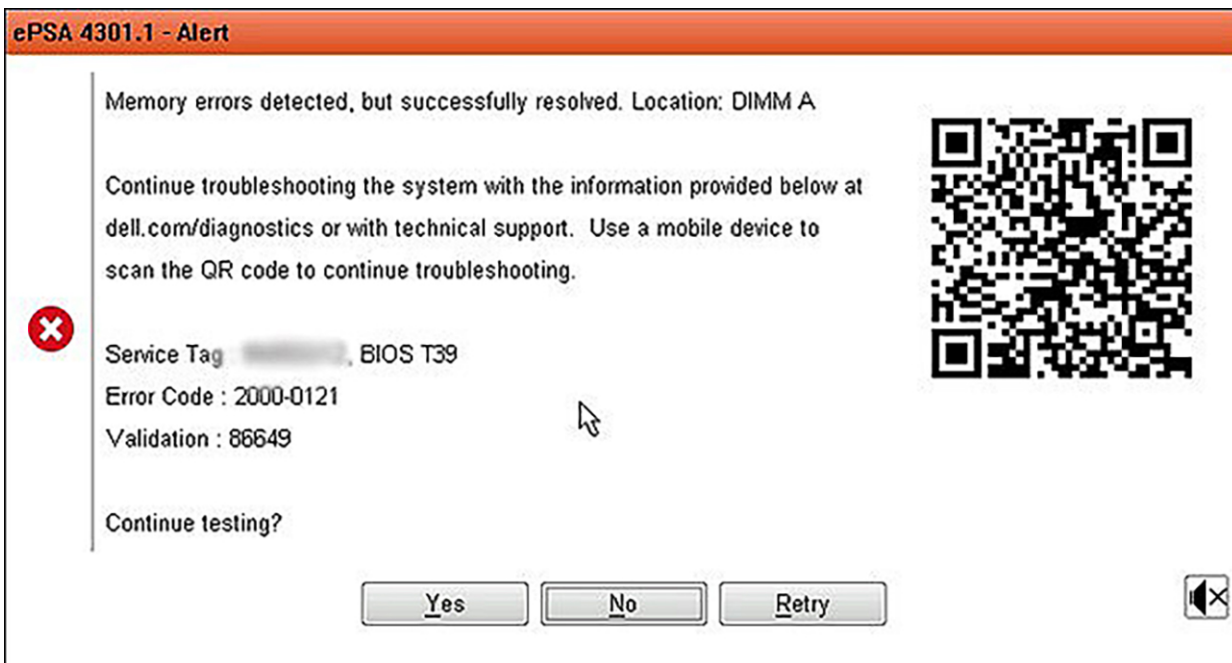 ePSA 4301.1 - Alert
Memory errors detected, but successfully resolved. Location: DIMM A
Continue troubleshooting the system with the information provided below at
dell.com/diagnostics or with technical support. Use a mobile device to
scan the QR code to continue troubleshooting.
Service Tag : , BIOS T39
Error Code : 2000-0121
Validation : 86649
Continue testing?
Yes No Retry